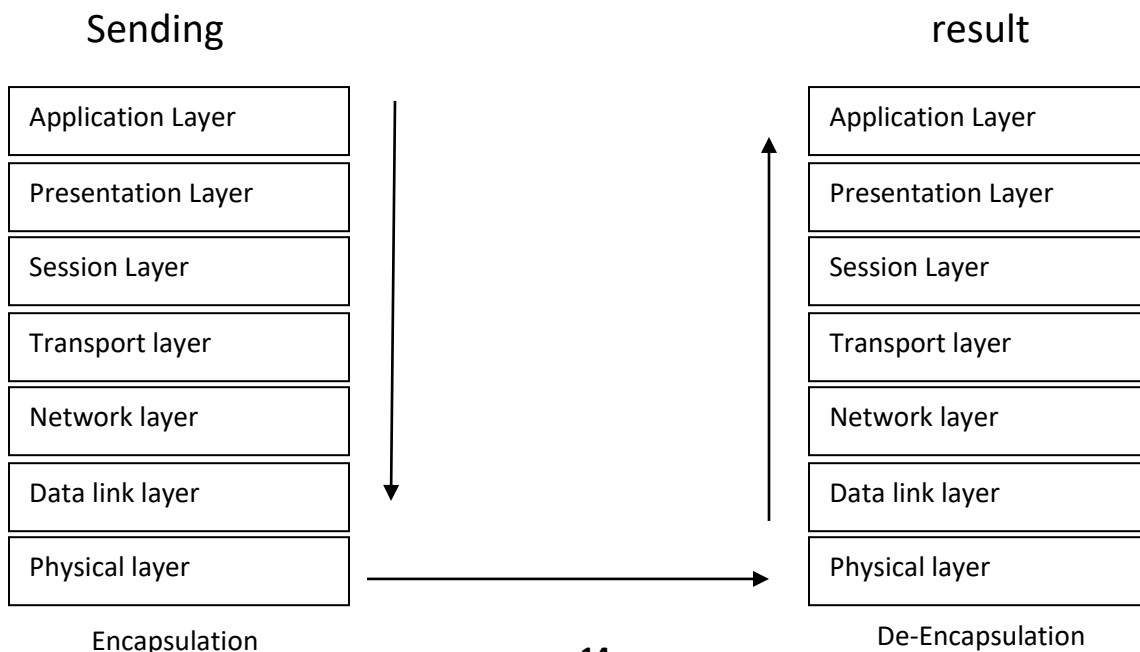 Sending
result
Application Layer
Presentation Layer
Session Layer
Transport layer
Network layer
Data link layer
Physical layer
Encapsulation
Application Layer
Presentation Layer
Session Layer
Transport layer
Network layer
Data link layer
Physical layer
De-Encapsulation